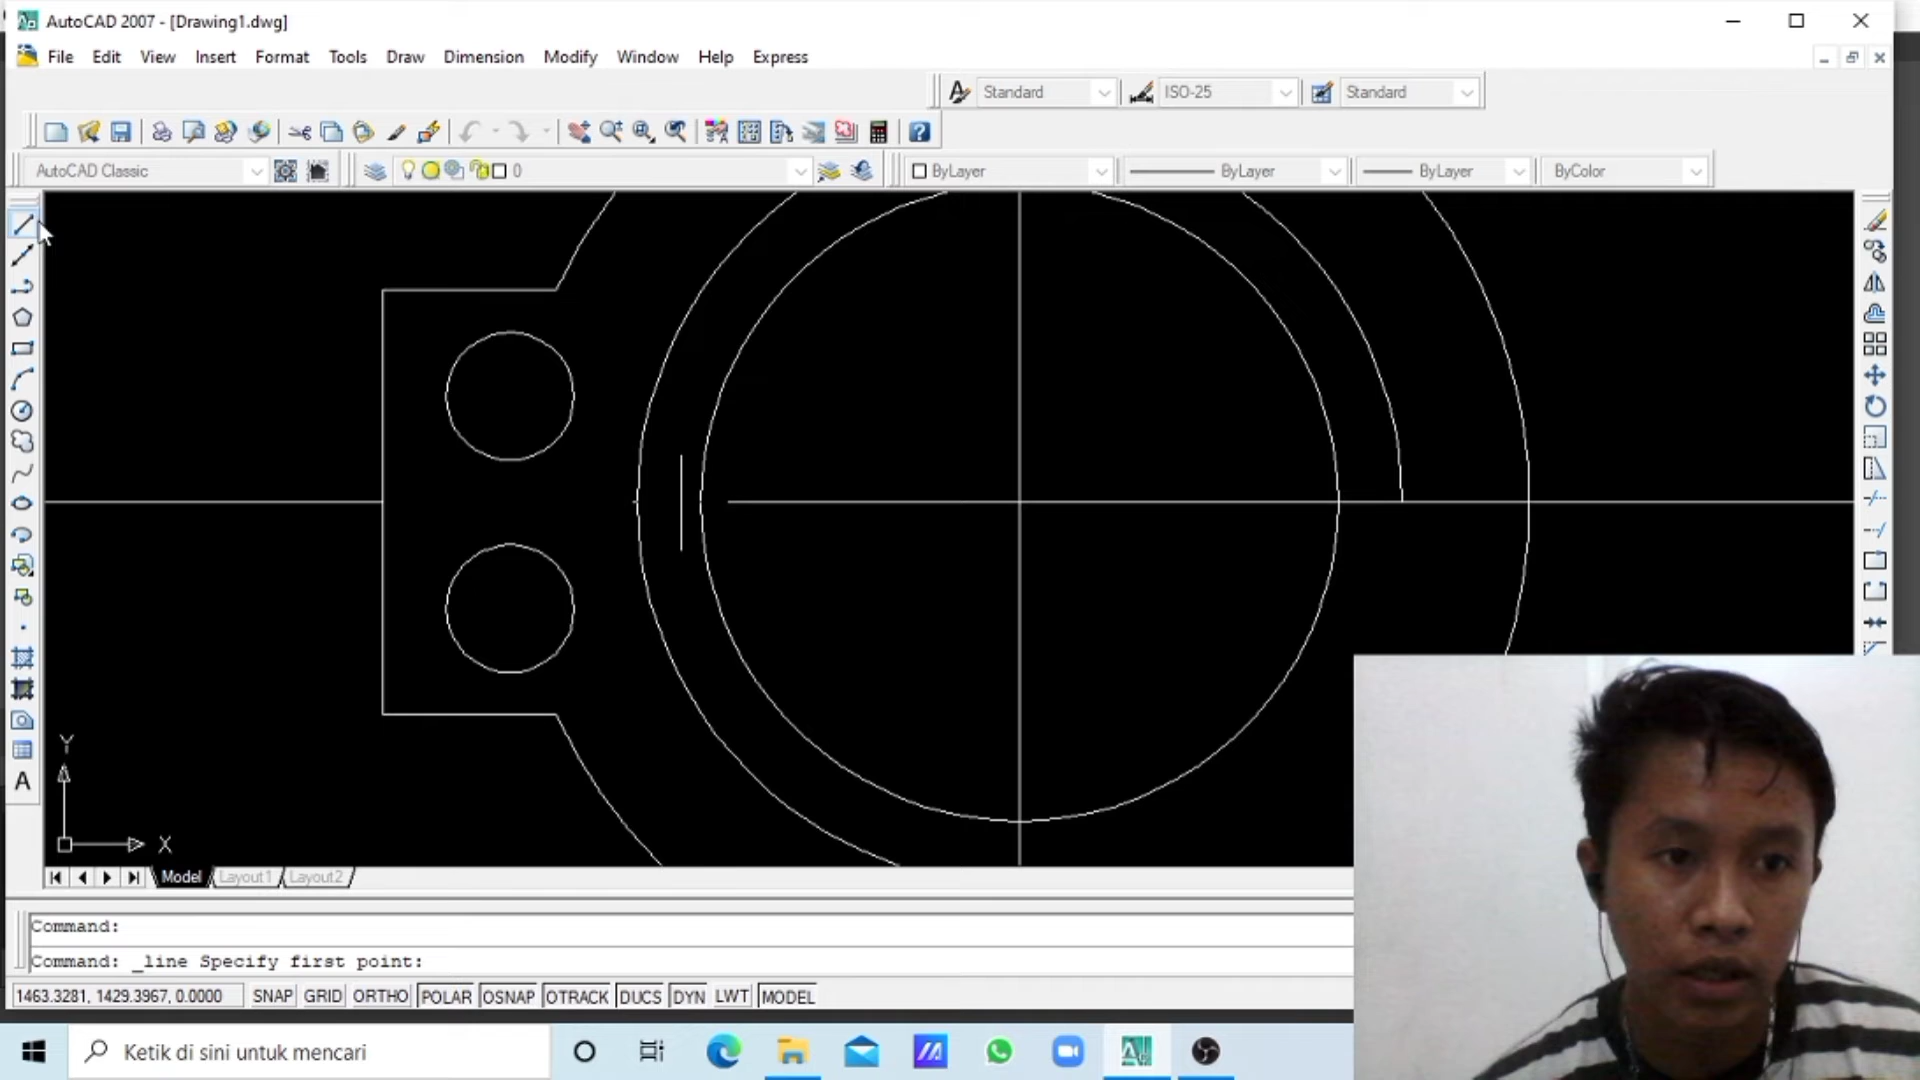 AutoCAD 2007 - [Drawing1.dwg]
File Edit View Insert Format Tools Draw Dimension Modify Window Help Express
Standard ISO-25 Standard
AutoCAD Classic 0 ByLayer ByLayer ByLayer ByColor
A
Y
X
Model Layout1 Layout2
Command:
Command: _line Specify first point:
1463.3281, 1429.3967, 0.0000 SNAP GRID ORTHO POLAR OSNAP OTRACK DUCS DYN LWT MODEL
Ketik di sini untuk mencari